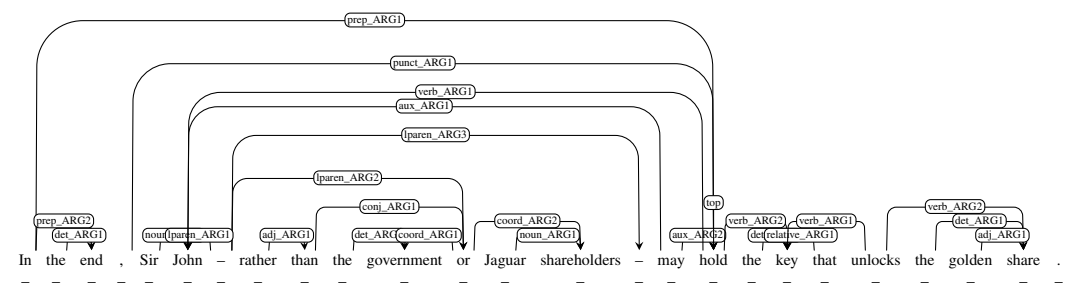 prep_ARG1
punct_ARG1
verb_ARG1
aux_ARG1
lparen_ARG3
lparen_ARG2
conj_ARG1 top verb_ARG2
prep_ARG2 coord_ARG2 verb_ARG2 verb_ARG1 det_ARG1
det_ARG1 lparen_ARG1 adj_ARG1 coord_ARG1 noun_ARG1 aux_ARG2 relative_ARG1 adj_ARG1
In the end , Sir John – rather than the government or Jaguar shareholders – may hold the key that unlocks the golden share .
_ _ _ _ _ _ _ _ _ _ _ _ _ _ _ _ _ _ _ _ _ _ _ _ _